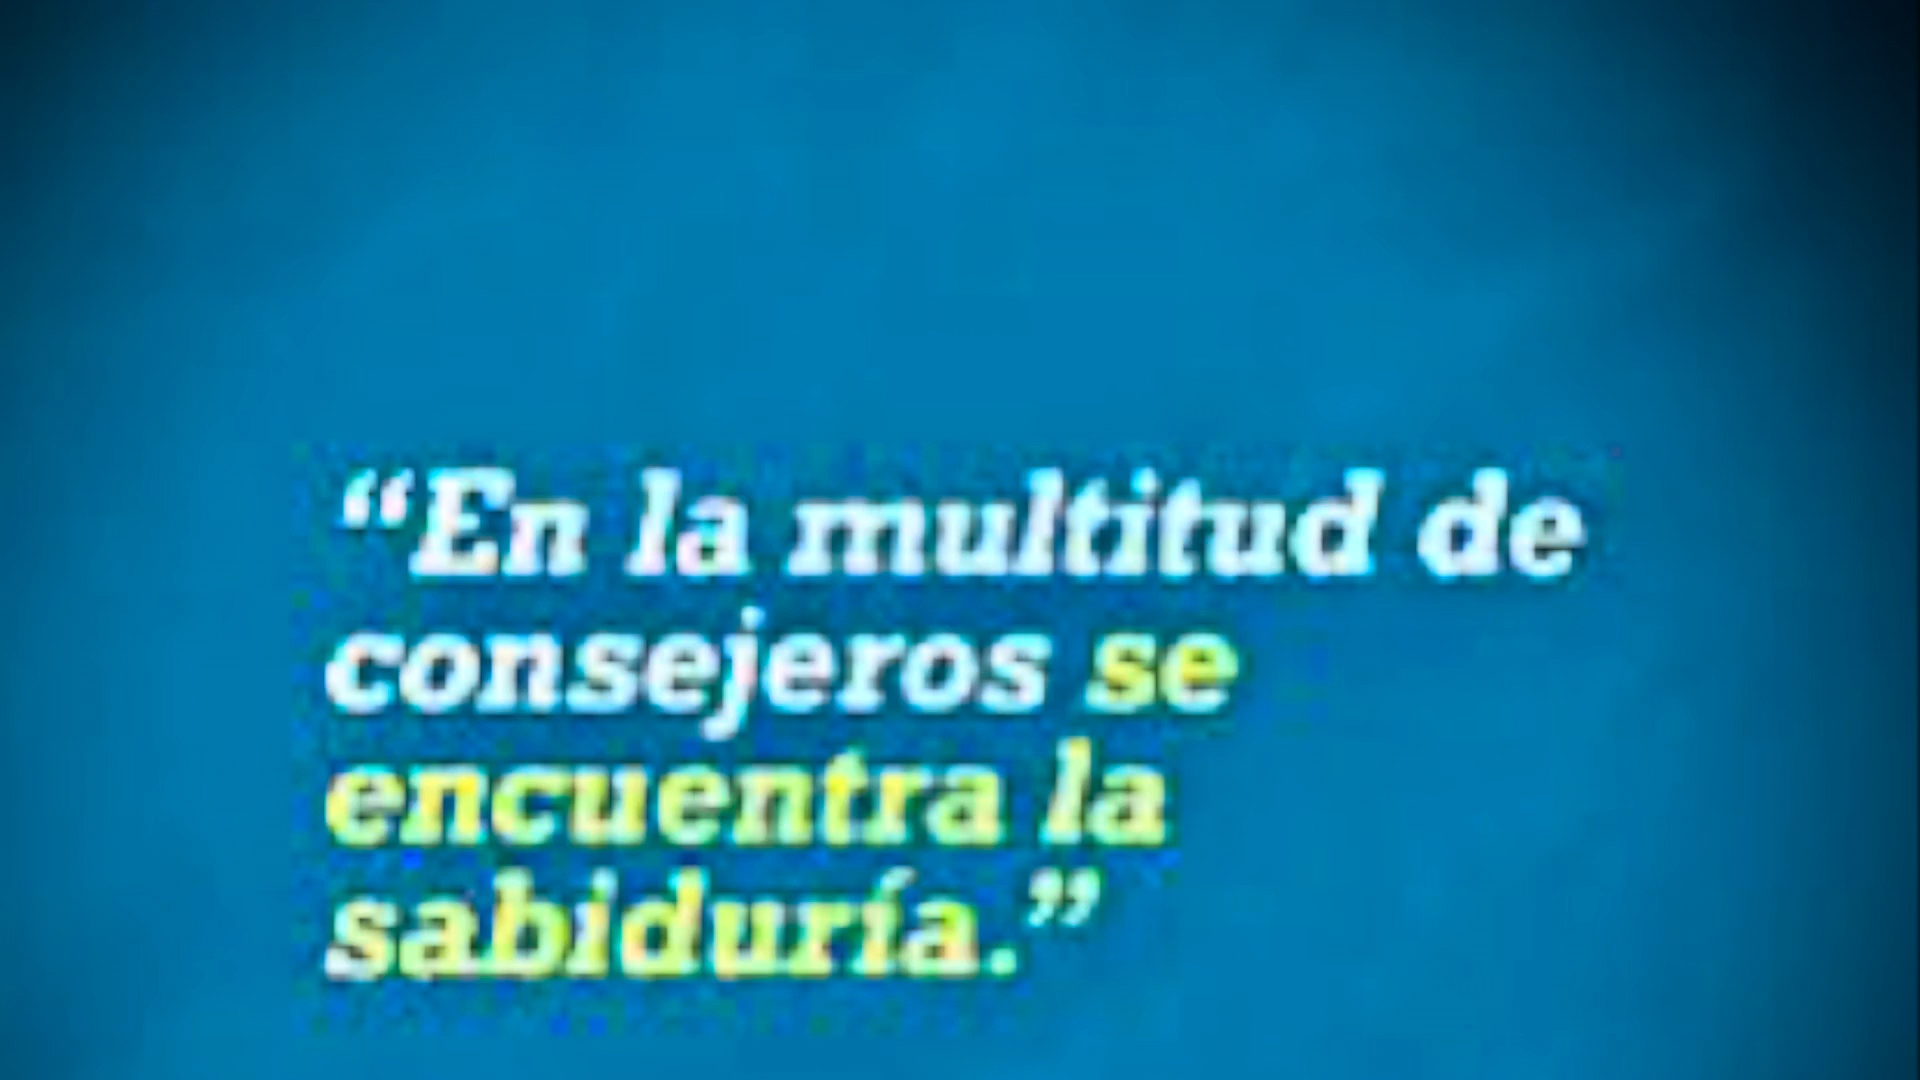 “En la multitud de
consejeros se
encuentra la
sabiduría.”